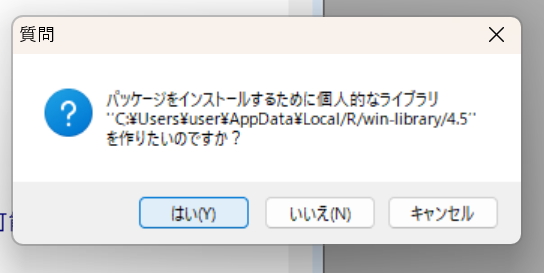 質問
パッケージをインストールするために個人的なライブラリ
‘‘C:¥Users¥user¥AppData¥Local/R/win-library/4.5’’
を作りたいのですか？
はい(Y)
いいえ(N)
キャンセル